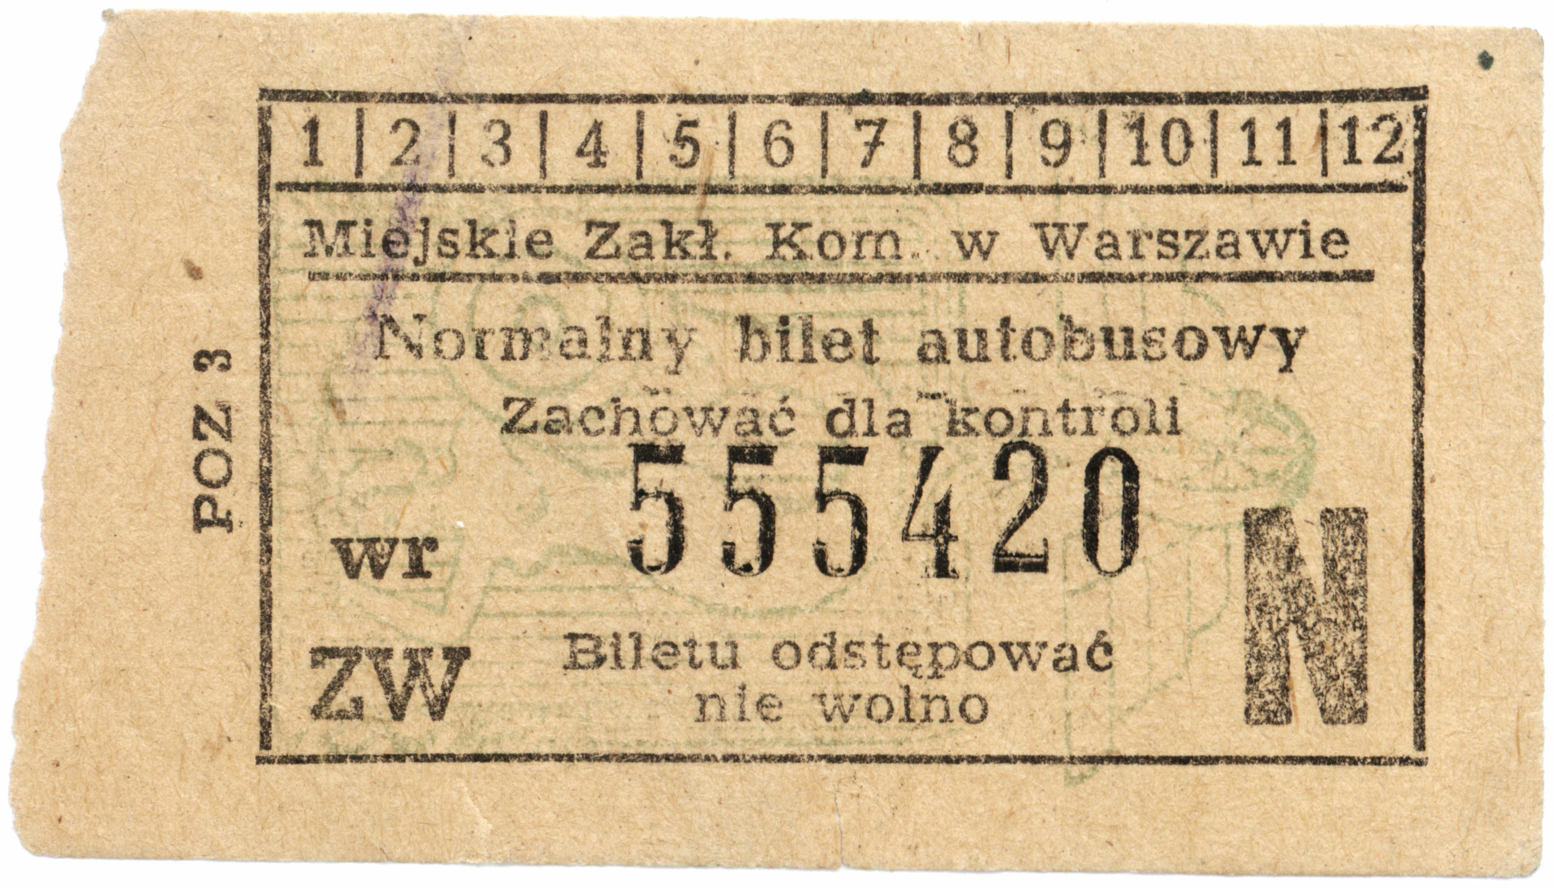 1 | 2 | 3 | 4 | 5 | 6 | 7 | 8 | 9 | 10 | 11 | 12
Miejskie Zakł. Kom. w Warszawie
Normalny bilet autobusowy
Zachować dla kontroli
wr 555420
ZW
Biletu odstępować
nie wolno
N
POZ 3